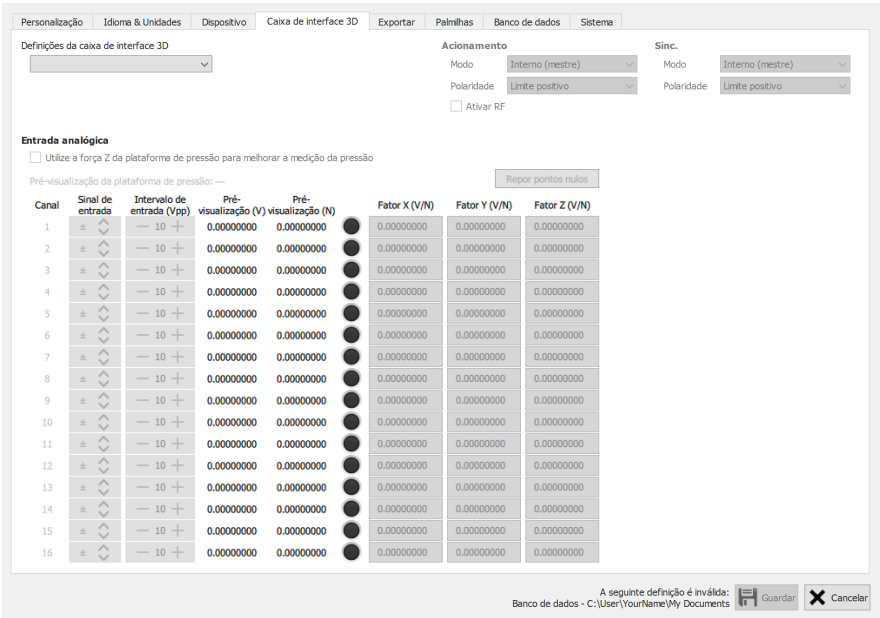 Personalização Idioma & Unidades Dispositivo Caixa de interface 3D Exportar Palmilhas Banco de dados Sistema
Definições da caixa de interface 3D
Acionamento Sinc.
Modo Interno (mestre) Modo Interno (mestre)
Polaridade Limite positivo Polaridade Limite positivo
Ativar RF
Entrada analógica
Utilize a força Z da plataforma de pressão para melhorar a medição da pressão
Pré-visualização da plataforma de pressão: — Repor pontos nulos
Canal Sinal de entrada Intervalo de entrada (Vpp) Pré-visualização (V) Pré-visualização (N) Fator X (V/N) Fator Y (V/N) Fator Z (V/N)
1 ± 10 0.00000000 0.00000000 0.00000000 0.00000000 0.00000000
2 ± 10 0.00000000 0.00000000 0.00000000 0.00000000 0.00000000
3 ± 10 0.00000000 0.00000000 0.00000000 0.00000000 0.00000000
4 ± 10 0.00000000 0.00000000 0.00000000 0.00000000 0.00000000
5 ± 10 0.00000000 0.00000000 0.00000000 0.00000000 0.00000000
6 ± 10 0.00000000 0.00000000 0.00000000 0.00000000 0.00000000
7 ± 10 0.00000000 0.00000000 0.00000000 0.00000000 0.00000000
8 ± 10 0.00000000 0.00000000 0.00000000 0.00000000 0.00000000
9 ± 10 0.00000000 0.00000000 0.00000000 0.00000000 0.00000000
10 ± 10 0.00000000 0.00000000 0.00000000 0.00000000 0.00000000
11 ± 10 0.00000000 0.00000000 0.00000000 0.00000000 0.00000000
12 ± 10 0.00000000 0.00000000 0.00000000 0.00000000 0.00000000
13 ± 10 0.00000000 0.00000000 0.00000000 0.00000000 0.00000000
14 ± 10 0.00000000 0.00000000 0.00000000 0.00000000 0.00000000
15 ± 10 0.00000000 0.00000000 0.00000000 0.00000000 0.00000000
16 ± 10 0.00000000 0.00000000 0.00000000 0.00000000 0.00000000
A seguinte definição é inválida:
Banco de dados - C:\User\YourName\My Documents
Guardar Cancelar